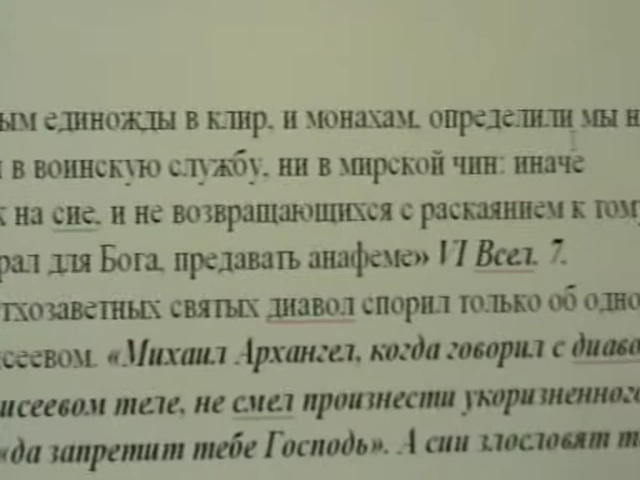 ым единожды в клир, и монахам, определили мы н
в воинскую службу, ни в мирской чин: иначе
х на сие, и не возвращающихся с раскаянием к тому
рал для Бога, предавать анафеме» VI Всел. 7.
тхозаветных святых диавол спорил только об одно
сеевом. «Михаил Архангел, когда говорил с диаво
исеевом теле, не смел произнести укоризненного
«да запретит тебе Господь». А сии злословят т